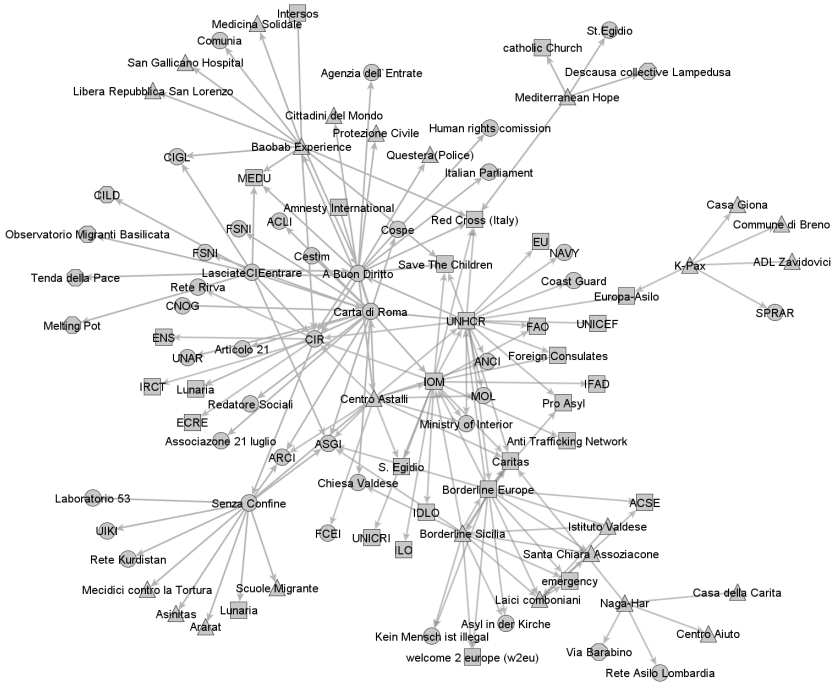 Intersos
Medicina Solidale
St.Egidio
Comunia
catholic Church
San Gallicano Hospital
Agenzia dell`Entrate
Descausa collective Lampedusa
Libera Repubblica San Lorenzo
Mediterranean Hope
Cittadini del Mondo
Human rights comission
Protezione Civile
Baobab Experience
CIGL
Questera(Police)
Italian Parliament
MEDU
CILD
Casa Giona
Amnesty International
Red Cross (Italy)
ACLI
Commune di Breno
FSNI
Cospe
Observatorio Migranti Basilicata
EU
NAVY
FSNI
Cestim
ADL Zavidovici
Save The Children
K-Pax
LasciateCIEentrare
A Buon Diritto
Tenda della Pace
Coast Guard
Rete Rirva
Europa-Asilo
CNOG
Carta di Roma
SPRAR
UNHCR
Melting Pot
FAO
UNICEF
ENS
CIR
Articolo 21
UNAR
Foreign Consulates
ANCI
IOM
IFAD
IRCT
Lunaria
MOL
Centro Astalli
Redatore Sociali
Pro Asyl
ECRE
Ministry of Interior
Associazone 21 luglio
ASGI
Anti Trafficking Network
ARCI
Caritas
S. Egidio
Chiesa Valdese
Borderline Europe
Laboratorio 53
Senza Confine
ACSE
IDLO
UIKI
FCEI
UNICRI
Borderline Sicilia
Istituto Valdese
ILO
Santa Chiara Assoziacone
Rete Kurdistan
emergency
Mecidici contro la Tortura
Scuole Migrante
Laici comboniani
Naga-Har
Casa della Carita
Asinitas
Lunaria
Ararat
Asyl in der Kirche
Kein Mensch ist illegal
Centro Aiuto
Via Barabino
welcome 2 europe (w2eu)
Rete Asilo Lombardia